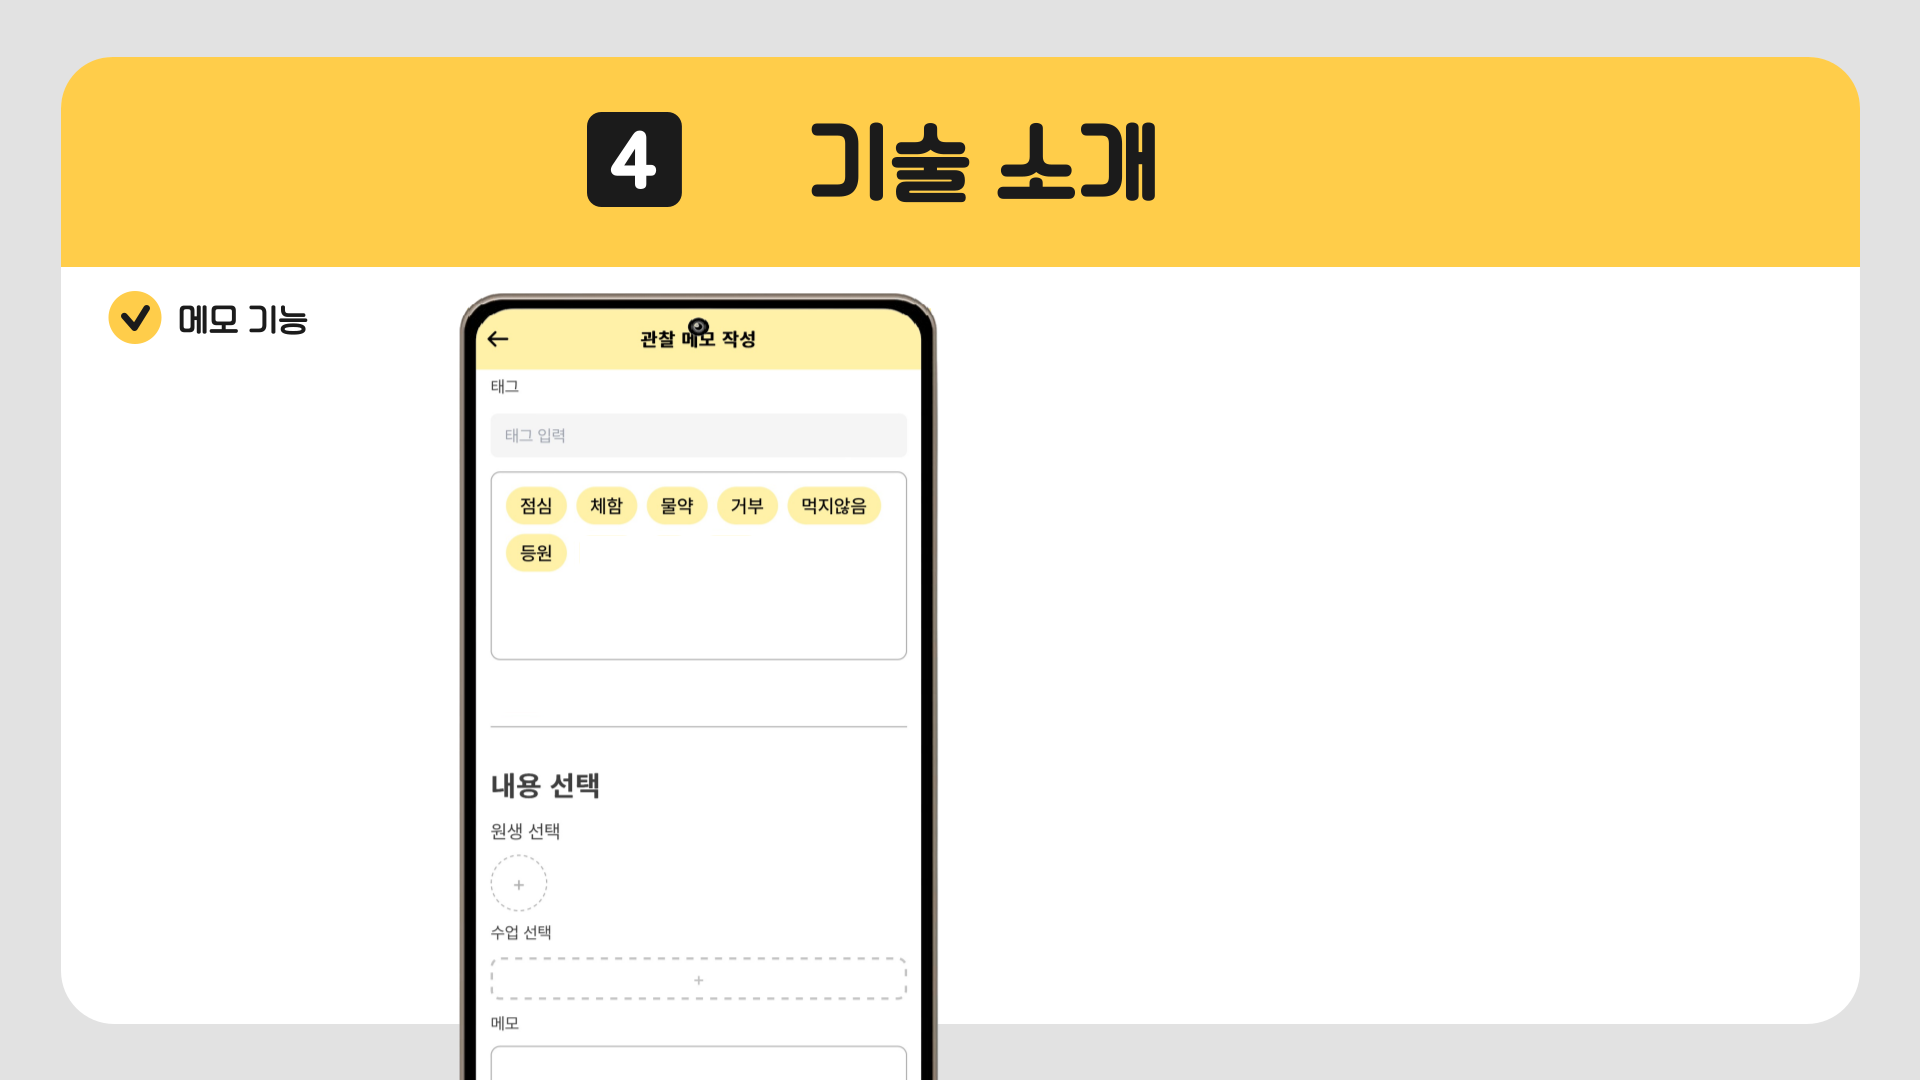 4 기술 소개
메모 기능
관찰 메모 작성
태그
태그 입력
점심 체함 물약 거부 먹지않음
등원
내용 선택
원생 선택
+
수업 선택
+
메모